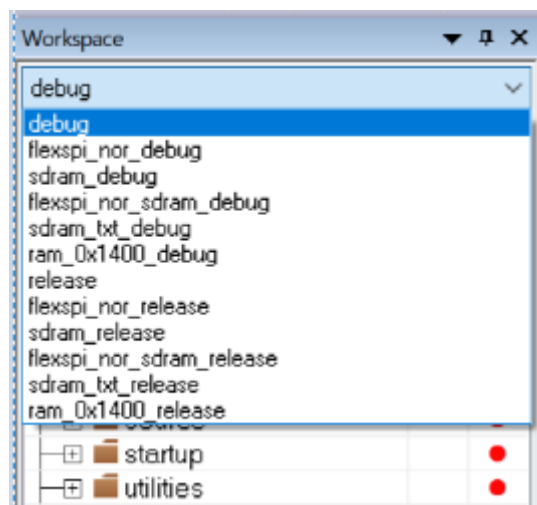 Workspace
debug
debug
flexspi_nor_debug
sdram_debug
flexspi_nor_sdram_debug
sdram_txt_debug
ram_0x1400_debug
release
flexspi_nor_release
sdram_release
flexspi_nor_sdram_release
sdram_txt_release
ram_0x1400_release
startup
utilities